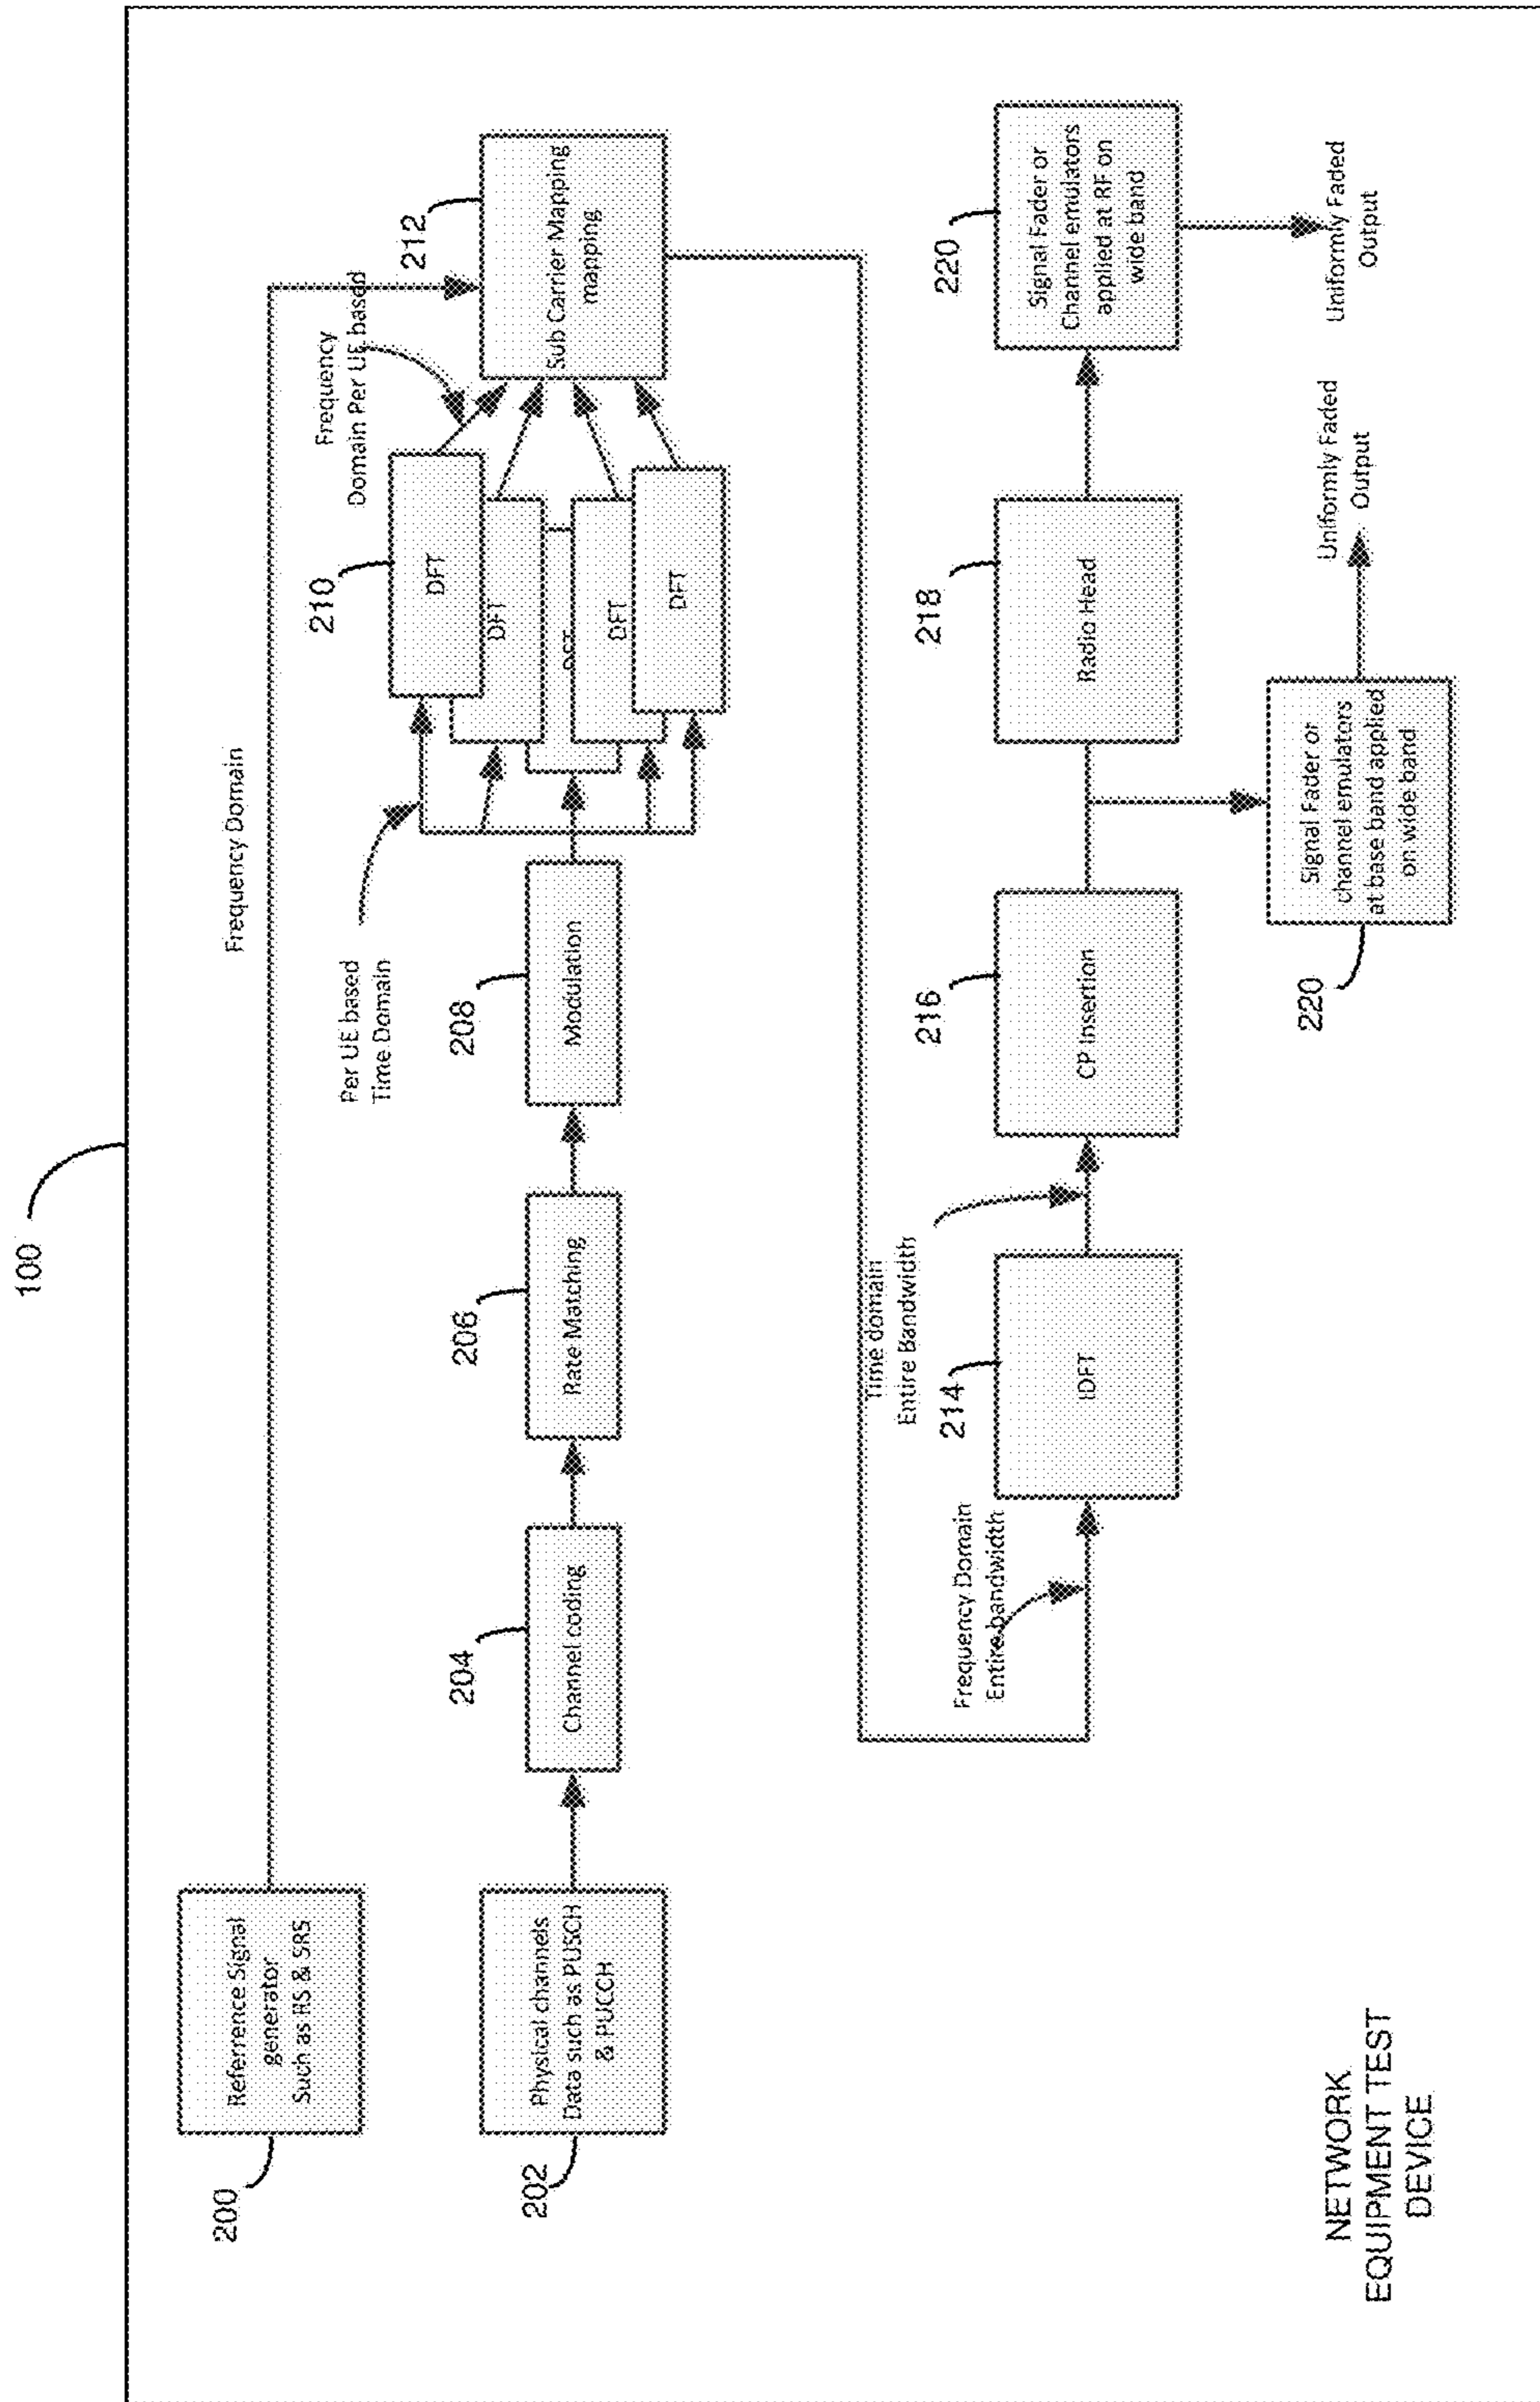 100
200
Referrence Signal
generator
Such as RS & SRS
Frequency Domain
202
Physical channels
Data such as PUSCH
& PUCCH
204
Channel coding
206
Rate Matching
208
Modulation
Per UE based
Time Domain
210
DFT
DFT
DFT
DFT
Frequency
Domain Per UE based
212
Sub Carrier Mapping
mapping
Frequency Domain
Entire bandwidth
214
IDFT
Time domain
Entire Bandwidth
216
CP Insertion
218
Radio Head
220
Signal Fader or
Channel emulators
applied at RF on
wide band
Uniformly Faded
Output
220
Signal Fader or
channel emulators
at base band applied
on wide band
Uniformly Faded
Output
NETWORK
EQUIPMENT TEST
DEVICE